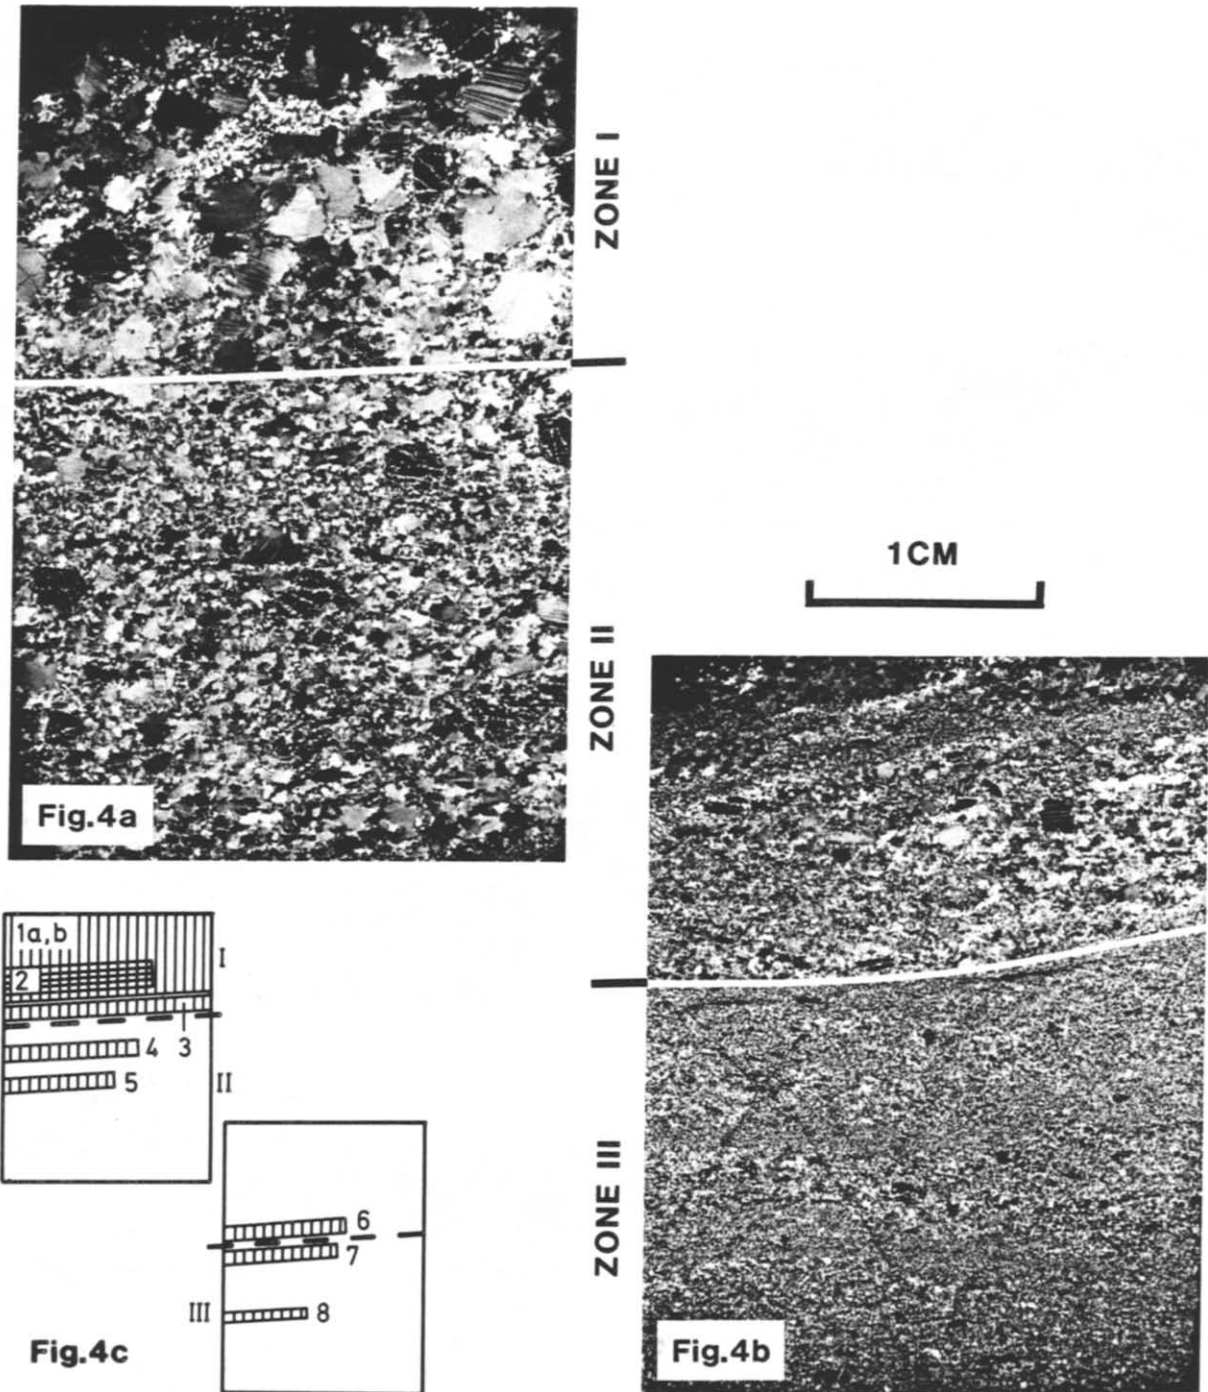 ZONE I
ZONE II
Fig.4a
1CM
1a,b
I
2
3
4
5
II
6
7
III
8
Fig.4c
ZONE III
Fig.4b